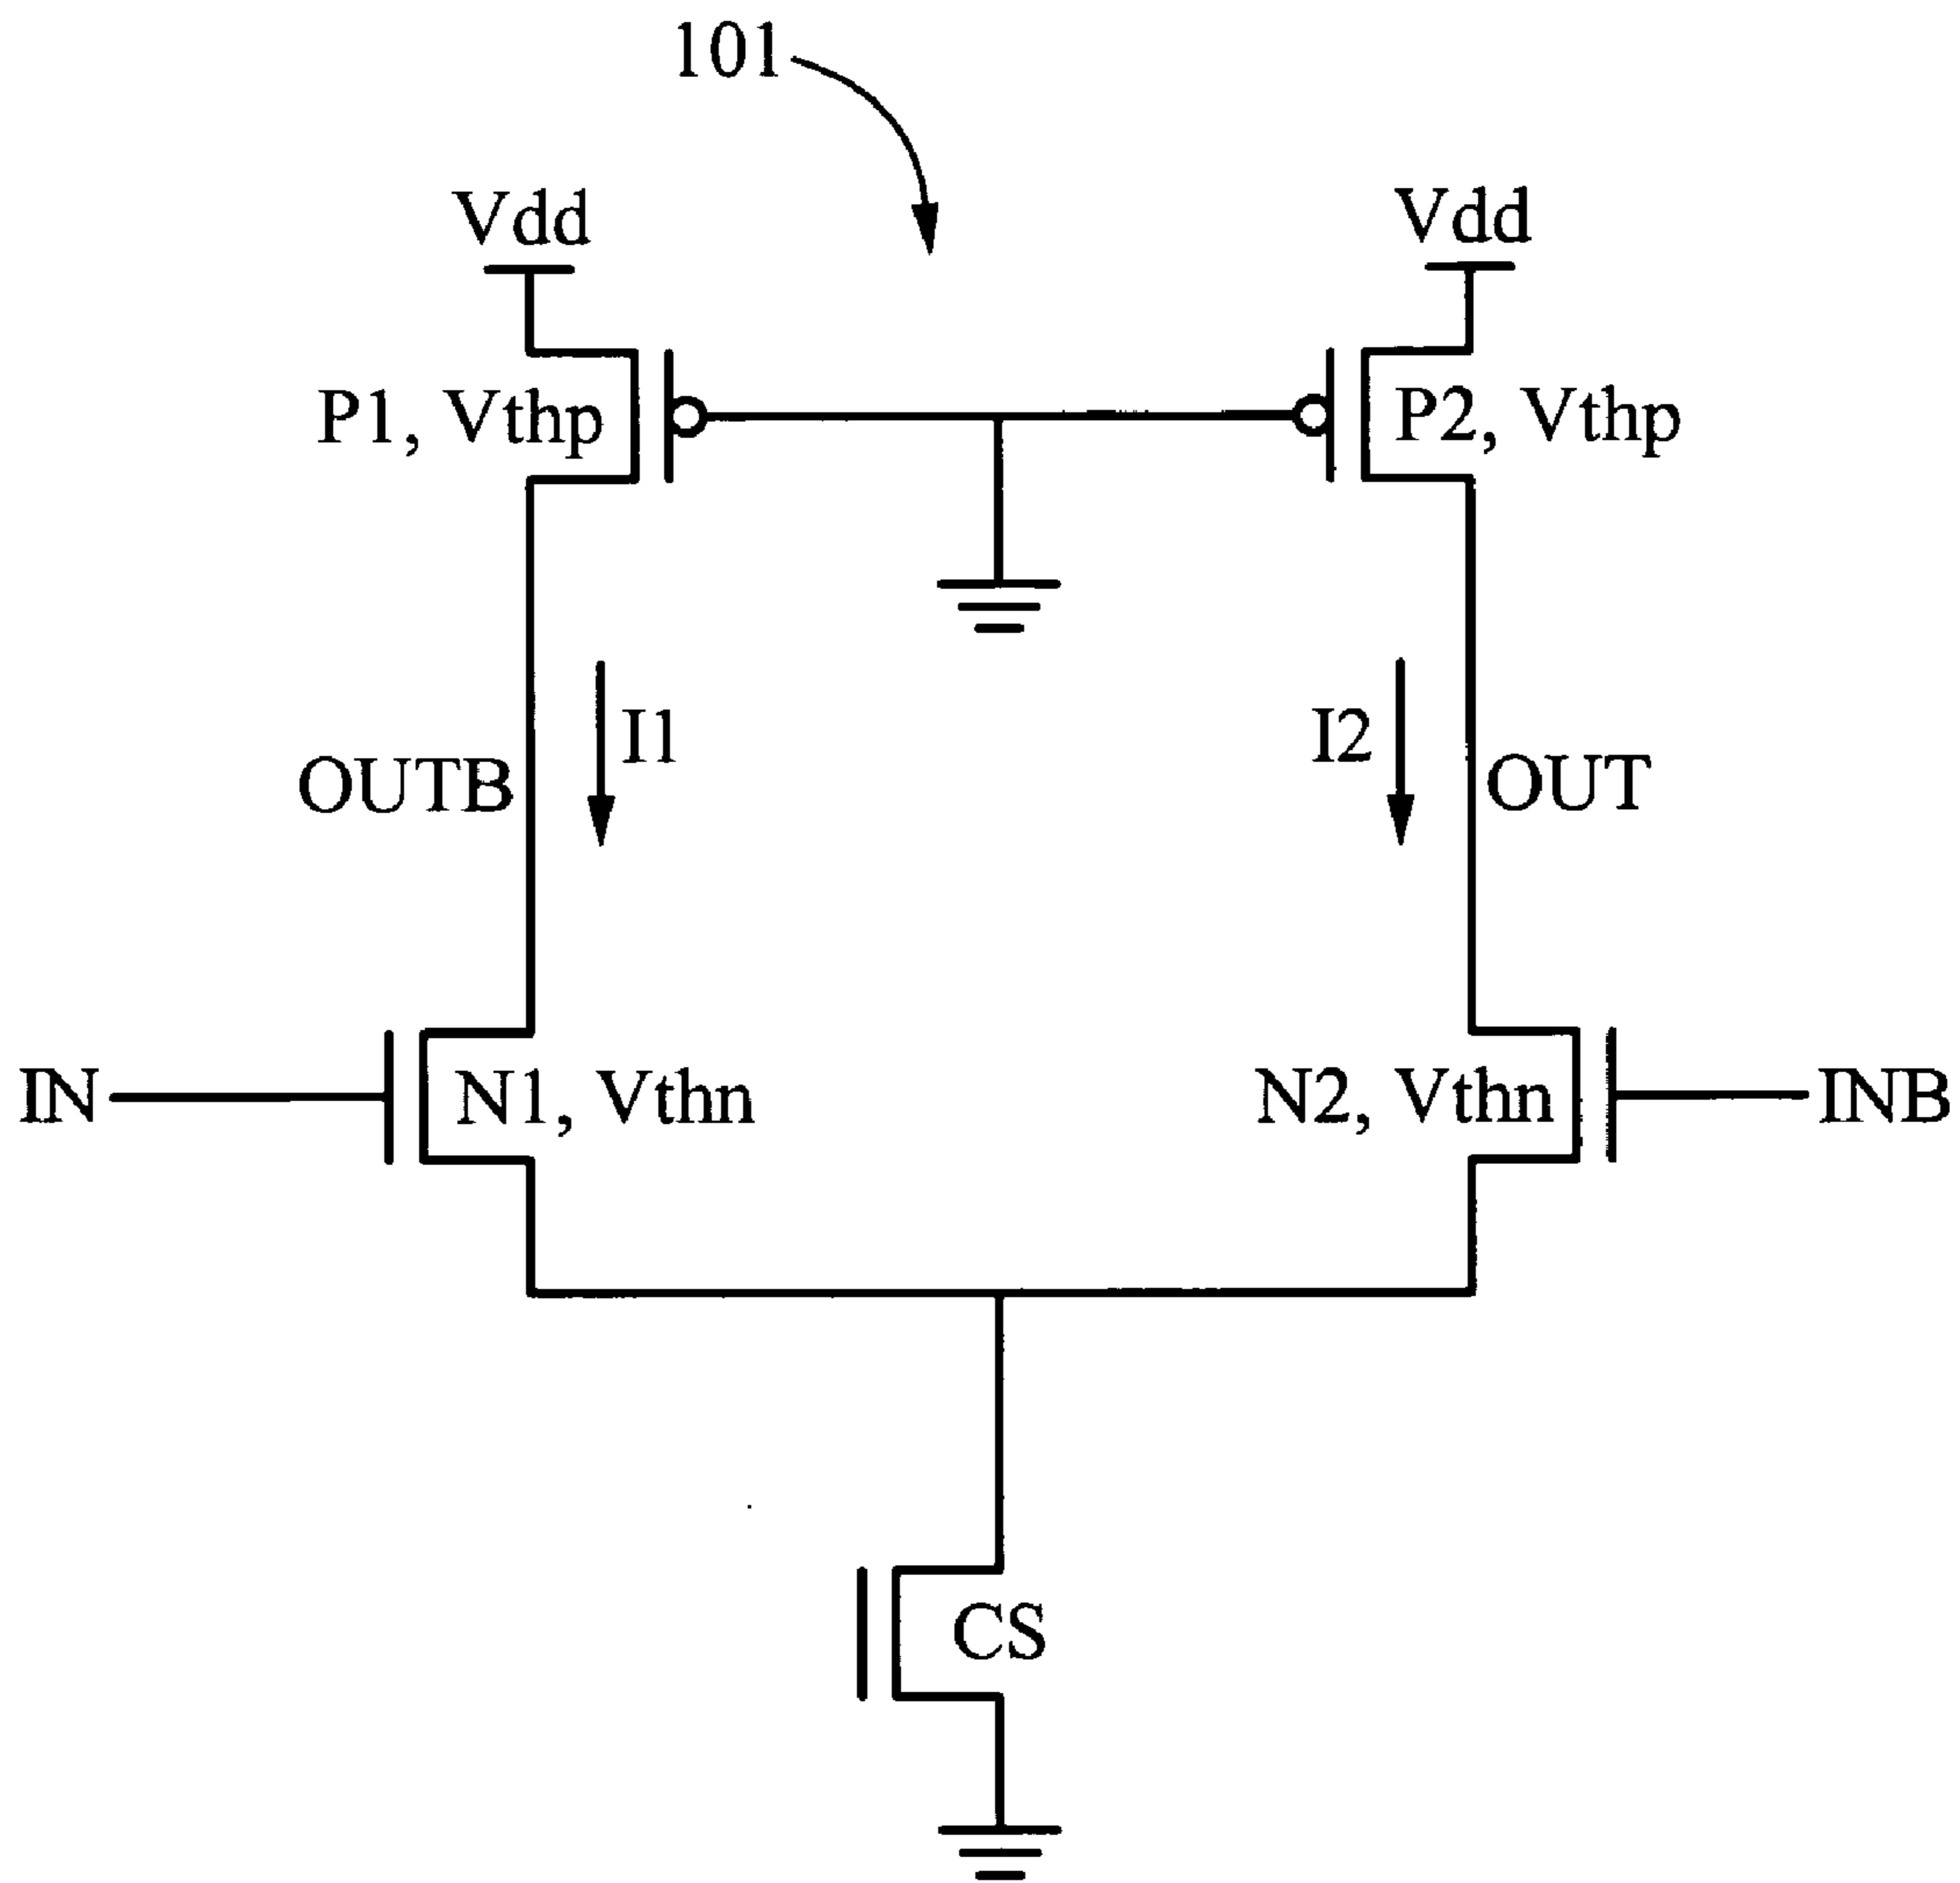 101
Vdd
Vdd
P1, Vthp
P2, Vthp
I1
I2
OUTB
OUT
IN
N1, Vthn
N2, Vthn
INB
CS